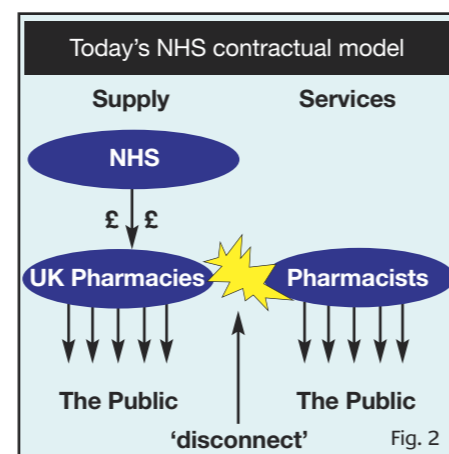 Today’s NHS contractual model
Supply Services
NHS
£ £
UK Pharmacies Pharmacists
The Public The Public
‘disconnect’ Fig. 2